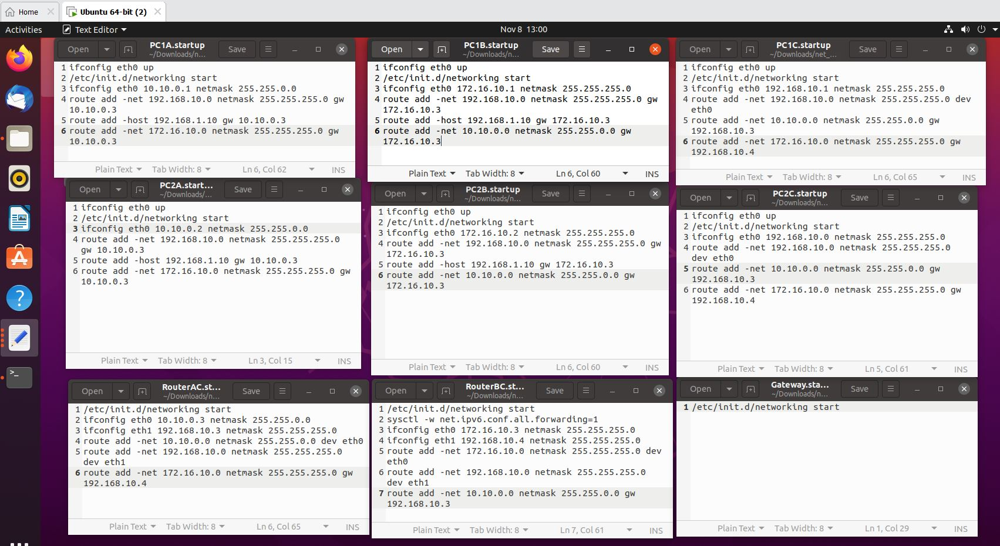 Home
Ubuntu 64-bit (2)
Activities
Text Editor
Nov 8 13:00
Open
PC1A.startup
~/Downloads/n...
Save
1 ifconfig eth0 up
2 /etc/init.d/networking start
3 ifconfig eth0 10.10.0.1 netmask 255.255.0.0
4 route add -net 192.168.10.0 netmask 255.255.255.0 gw
10.10.0.3
5 route add -host 192.168.1.10 gw 10.10.0.3
6 route add -net 172.16.10.0 netmask 255.255.255.0 gw
10.10.0.3
Plain Text
Tab Width: 8
Ln 6, Col 62
INS
Open
PC1B.startup
~/Downloads/n...
Save
1 ifconfig eth0 up
2 /etc/init.d/networking start
3 ifconfig eth0 172.16.10.1 netmask 255.255.255.0
4 route add -net 192.168.10.0 netmask 255.255.255.0 gw
172.16.10.3
5 route add -host 192.168.1.10 gw 172.16.10.3
6 route add -net 10.10.0.0 netmask 255.255.0.0 gw
172.16.10.3
Plain Text
Tab Width: 8
Ln 6, Col 60
INS
Open
PC1C.startup
~/Downloads/net_...
Save
1 ifconfig eth0 up
2 /etc/init.d/networking start
3 ifconfig eth0 192.168.10.1 netmask 255.255.255.0
4 route add -net 192.168.10.0 netmask 255.255.255.0 dev
eth0
5 route add -net 10.10.0.0 netmask 255.255.0.0 gw
192.168.10.3
6 route add -net 172.16.10.0 netmask 255.255.255.0 gw
192.168.10.4
Plain Text
Tab Width: 8
Ln 6, Col 65
INS
Open
PC2A.start...
~/Downloads/...
Save
1 ifconfig eth0 up
2 /etc/init.d/networking start
3 ifconfig eth0 10.10.0.2 netmask 255.255.0.0
4 route add -net 192.168.10.0 netmask 255.255.255.0
gw 10.10.0.3
5 route add -host 192.168.1.10 gw 10.10.0.3
6 route add -net 172.16.10.0 netmask 255.255.255.0 gw
10.10.0.3
Plain Text
Tab Width: 8
Ln 3, Col 15
INS
Open
PC2B.startup
~/Downloads/n...
Save
1 ifconfig eth0 up
2 /etc/init.d/networking start
3 ifconfig eth0 172.16.10.2 netmask 255.255.255.0
4 route add -net 192.168.10.0 netmask 255.255.255.0 gw
172.16.10.3
5 route add -host 192.168.1.10 gw 172.16.10.3
6 route add -net 10.10.0.0 netmask 255.255.0.0 gw
172.16.10.3
Plain Text
Tab Width: 8
Ln 6, Col 60
INS
Open
PC2C.startup
~/Downloads/n...
Save
1 ifconfig eth0 up
2 /etc/init.d/networking start
3 ifconfig eth0 192.168.10.0 netmask 255.255.255.0
4 route add -net 192.168.10.0 netmask 255.255.255.0
dev eth0
5 route add -net 10.10.0.0 netmask 255.255.0.0 gw
192.168.10.3
6 route add -net 172.16.10.0 netmask 255.255.255.0 gw
192.168.10.4
Plain Text
Tab Width: 8
Ln 5, Col 61
INS
Open
RouterAC.st...
~/Downloads/n...
Save
1 /etc/init.d/networking start
2 ifconfig eth0 10.10.0.3 netmask 255.255.0.0
3 ifconfig eth1 192.168.10.3 netmask 255.255.255.0
4 route add -net 10.10.0.0 netmask 255.255.0.0 dev eth0
5 route add -net 192.168.10.0 netmask 255.255.255.0
dev eth1
6 route add -net 172.16.10.0 netmask 255.255.255.0 gw
192.168.10.4
Plain Text
Tab Width: 8
Ln 6, Col 65
INS
Open
RouterBC.st...
~/Downloads/n...
Save
1 /etc/init.d/networking start
2 sysctl -w net.ipv6.conf.all.forwarding=1
3 ifconfig eth0 172.16.10.3 netmask 255.255.255.0
4 ifconfig eth1 192.168.10.4 netmask 255.255.255.0
5 route add -net 172.16.10.0 netmask 255.255.255.0 dev
eth0
6 route add -net 192.168.10.0 netmask 255.255.255.0
dev eth1
7 route add -net 10.10.0.0 netmask 255.255.0.0 gw
192.168.10.3
Plain Text
Tab Width: 8
Ln 7, Col 61
INS
Open
Gateway.sta...
~/Downloads/n...
Save
1 /etc/init.d/networking start
Plain Text
Tab Width: 8
Ln 1, Col 29
INS